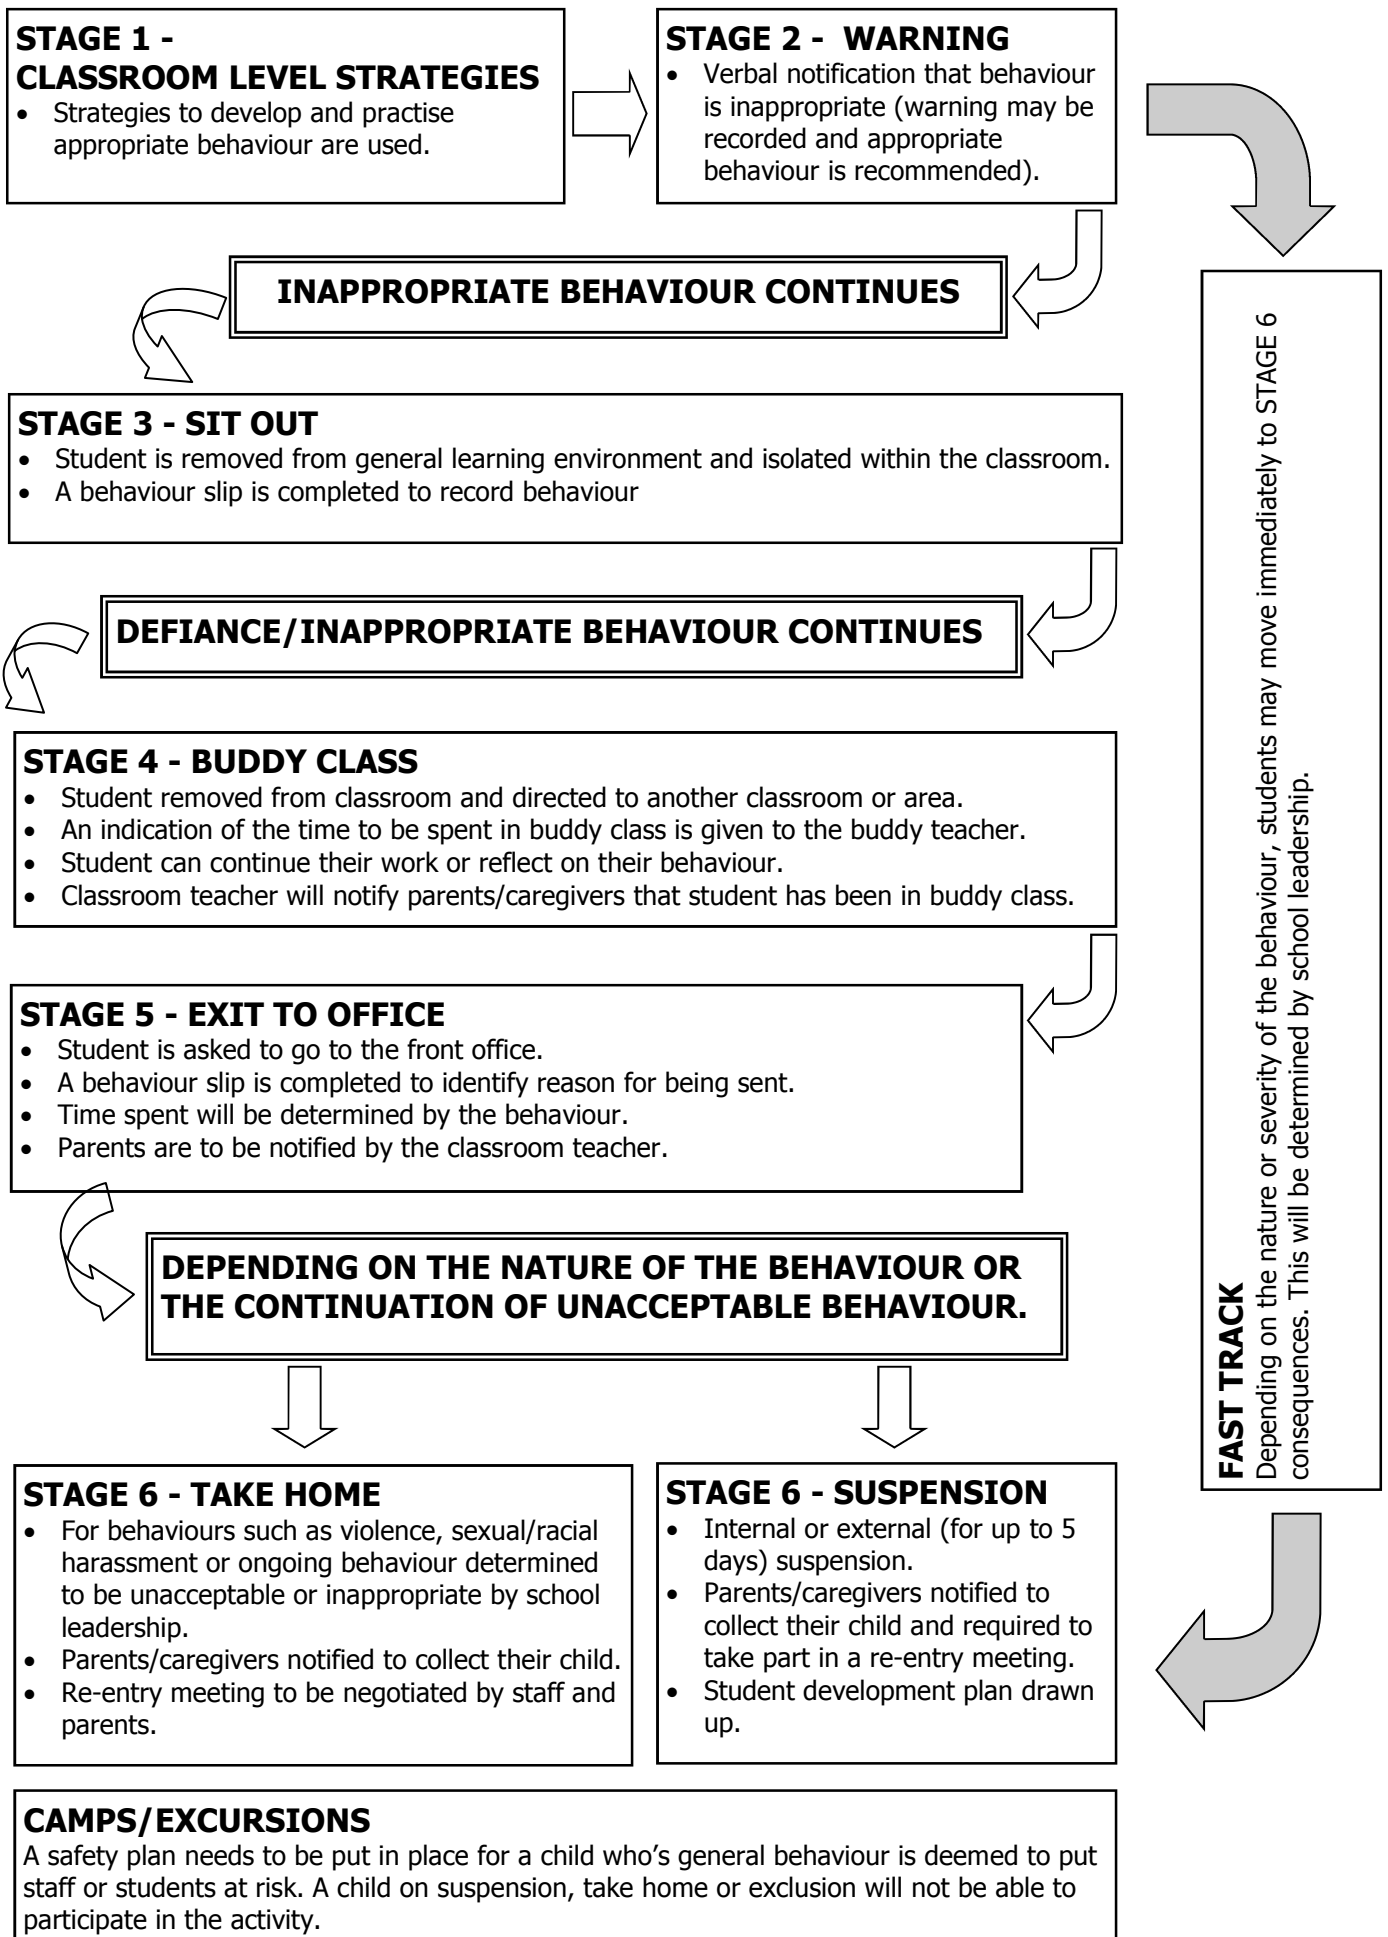 STAGE 1 -
CLASSROOM LEVEL STRATEGIES
• Strategies to develop and practise
appropriate behaviour are used.
STAGE 2 - WARNING
• Verbal notification that behaviour
is inappropriate (warning may be
recorded and appropriate
behaviour is recommended).
INAPPROPRIATE BEHAVIOUR CONTINUES
STAGE 3 - SIT OUT
• Student is removed from general learning environment and isolated within the classroom.
• A behaviour slip is completed to record behaviour
DEFIANCE/INAPPROPRIATE BEHAVIOUR CONTINUES
STAGE 4 - BUDDY CLASS
• Student removed from classroom and directed to another classroom or area.
• An indication of the time to be spent in buddy class is given to the buddy teacher.
• Student can continue their work or reflect on their behaviour.
• Classroom teacher will notify parents/caregivers that student has been in buddy class.
STAGE 5 - EXIT TO OFFICE
• Student is asked to go to the front office.
• A behaviour slip is completed to identify reason for being sent.
• Time spent will be determined by the behaviour.
• Parents are to be notified by the classroom teacher.
DEPENDING ON THE NATURE OF THE BEHAVIOUR OR
THE CONTINUATION OF UNACCEPTABLE BEHAVIOUR.
FAST TRACK
Depending on the nature or severity of the behaviour, students may move immediately to STAGE 6
consequences. This will be determined by school leadership.
STAGE 6 - TAKE HOME
• For behaviours such as violence, sexual/racial
harassment or ongoing behaviour determined
to be unacceptable or inappropriate by school
leadership.
• Parents/caregivers notified to collect their child.
• Re-entry meeting to be negotiated by staff and
parents.
STAGE 6 - SUSPENSION
• Internal or external (for up to 5
days) suspension.
• Parents/caregivers notified to
collect their child and required to
take part in a re-entry meeting.
• Student development plan drawn
up.
CAMPS/EXCURSIONS
A safety plan needs to be put in place for a child who’s general behaviour is deemed to put
staff or students at risk. A child on suspension, take home or exclusion will not be able to
participate in the activity.